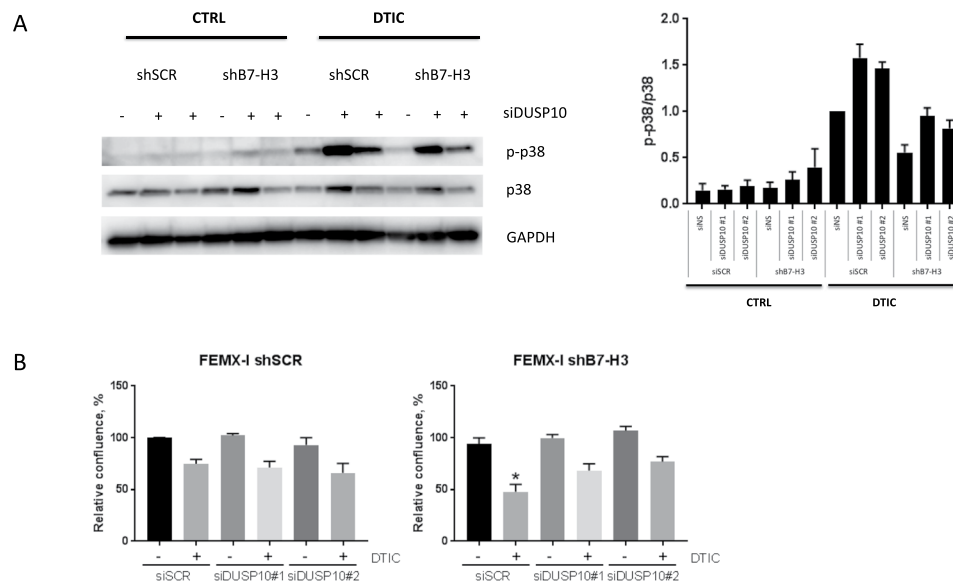 A
CTRL
DTIC
shSCR
shB7-H3
shSCR
shB7-H3
- + + - + + - + + - + + siDUSP10
p-p38
p38
GAPDH
2.0
1.5
1.0
0.5
0.0
p-p38/p38
siNS
siDUSP10 #1
siDUSP10 #2
siNS
siDUSP10 #1
siDUSP10 #2
siNS
siDUSP10 #1
siDUSP10 #2
siNS
siDUSP10 #1
siDUSP10 #2
siSCR
shB7-H3
siSCR
shB7-H3
CTRL
DTIC
B
FEMX-I shSCR
150
100
50
0
Relative confluence, %
- + - + - + DTIC
siSCR
siDUSP10#1
siDUSP10#2
FEMX-I shB7-H3
150
100
50
0
Relative confluence, %
*
- + - + - + DTIC
siSCR
siDUSP10#1
siDUSP10#2